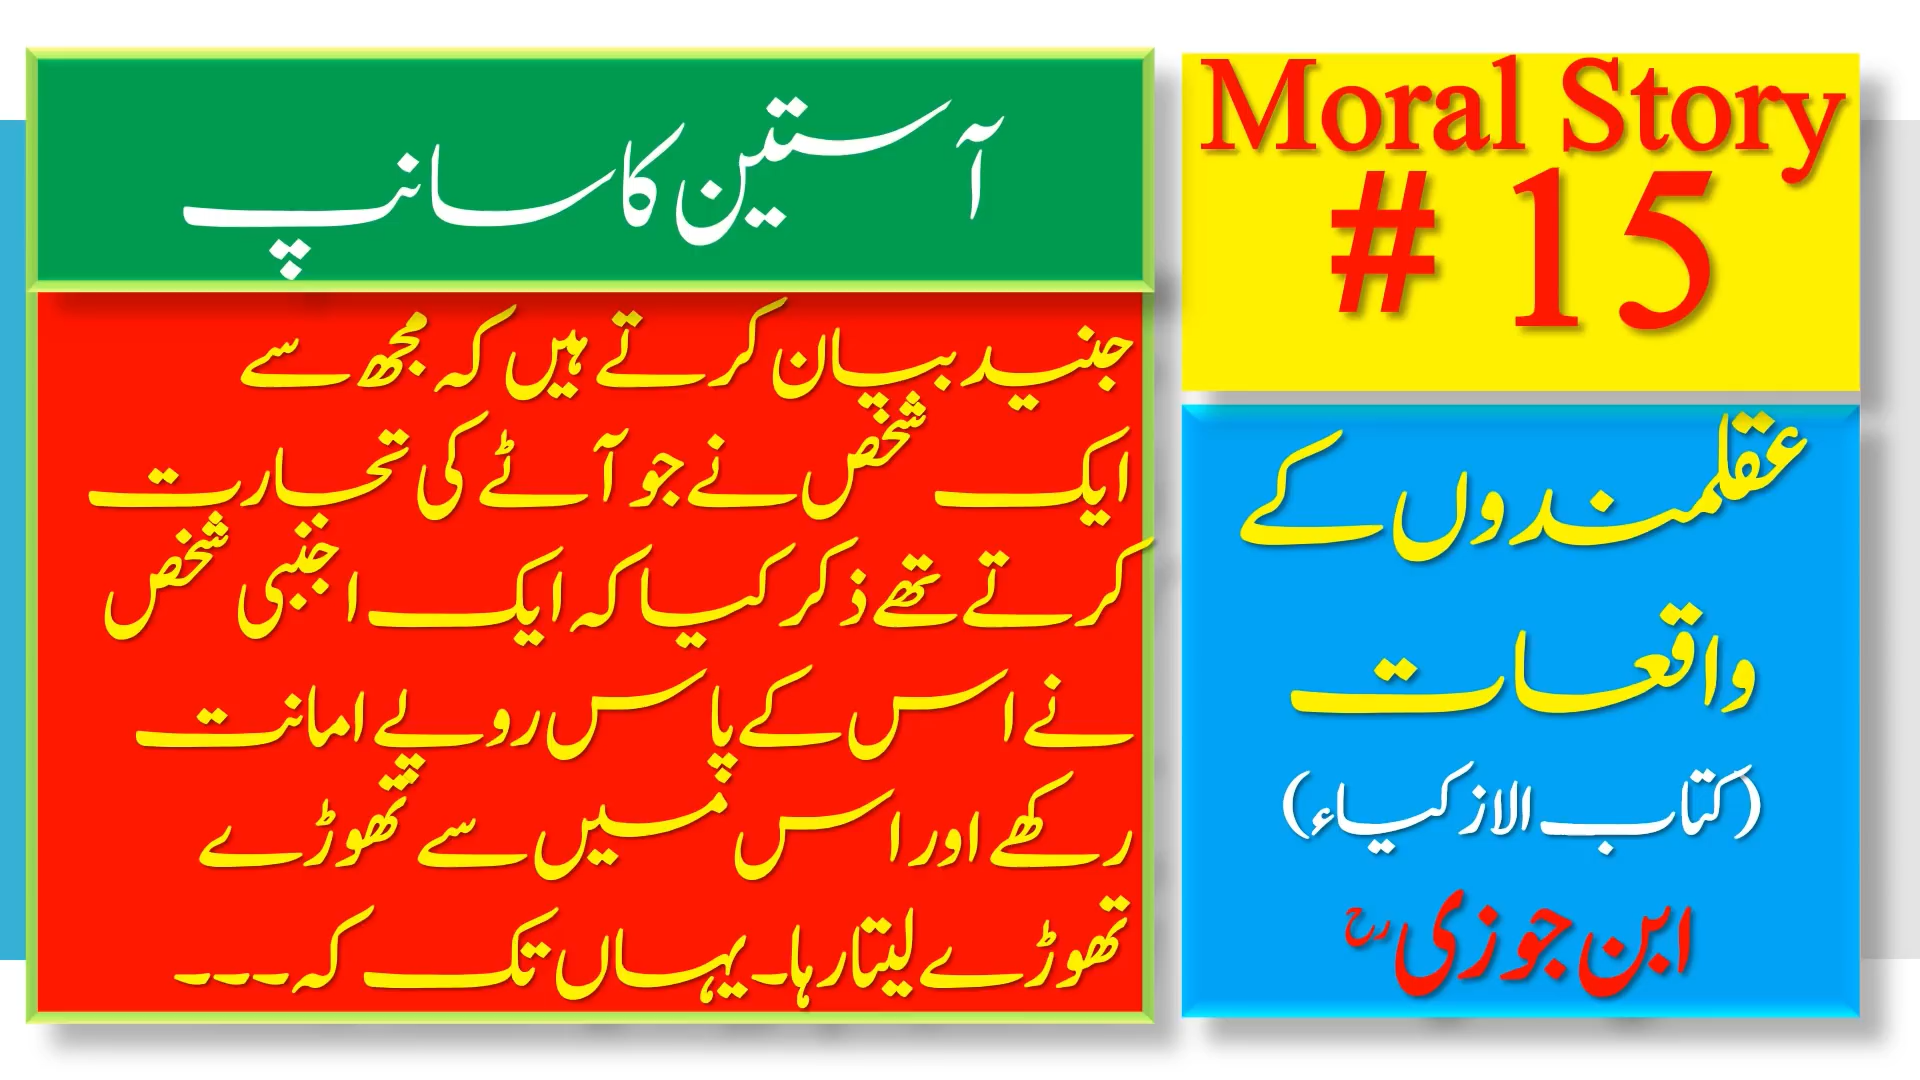 Moral Story
# 15
آستین کا سانپ
جنید بیان کرتے ہیں کہ مجھ سے
ایک شخص نے جو آٹے کی تجارت
کرتے تھے ذکر کیا کہ ایک اجنبی شخص
نے اس کے پاس روپے امانت
رکھے اور اس میں سے تھوڑے
تھوڑے لیتا رہا۔ یہاں تک کہ۔۔۔
عقلمندوں کے
واقعات
(کتاب الازکیاء)
ابن جوزی رح